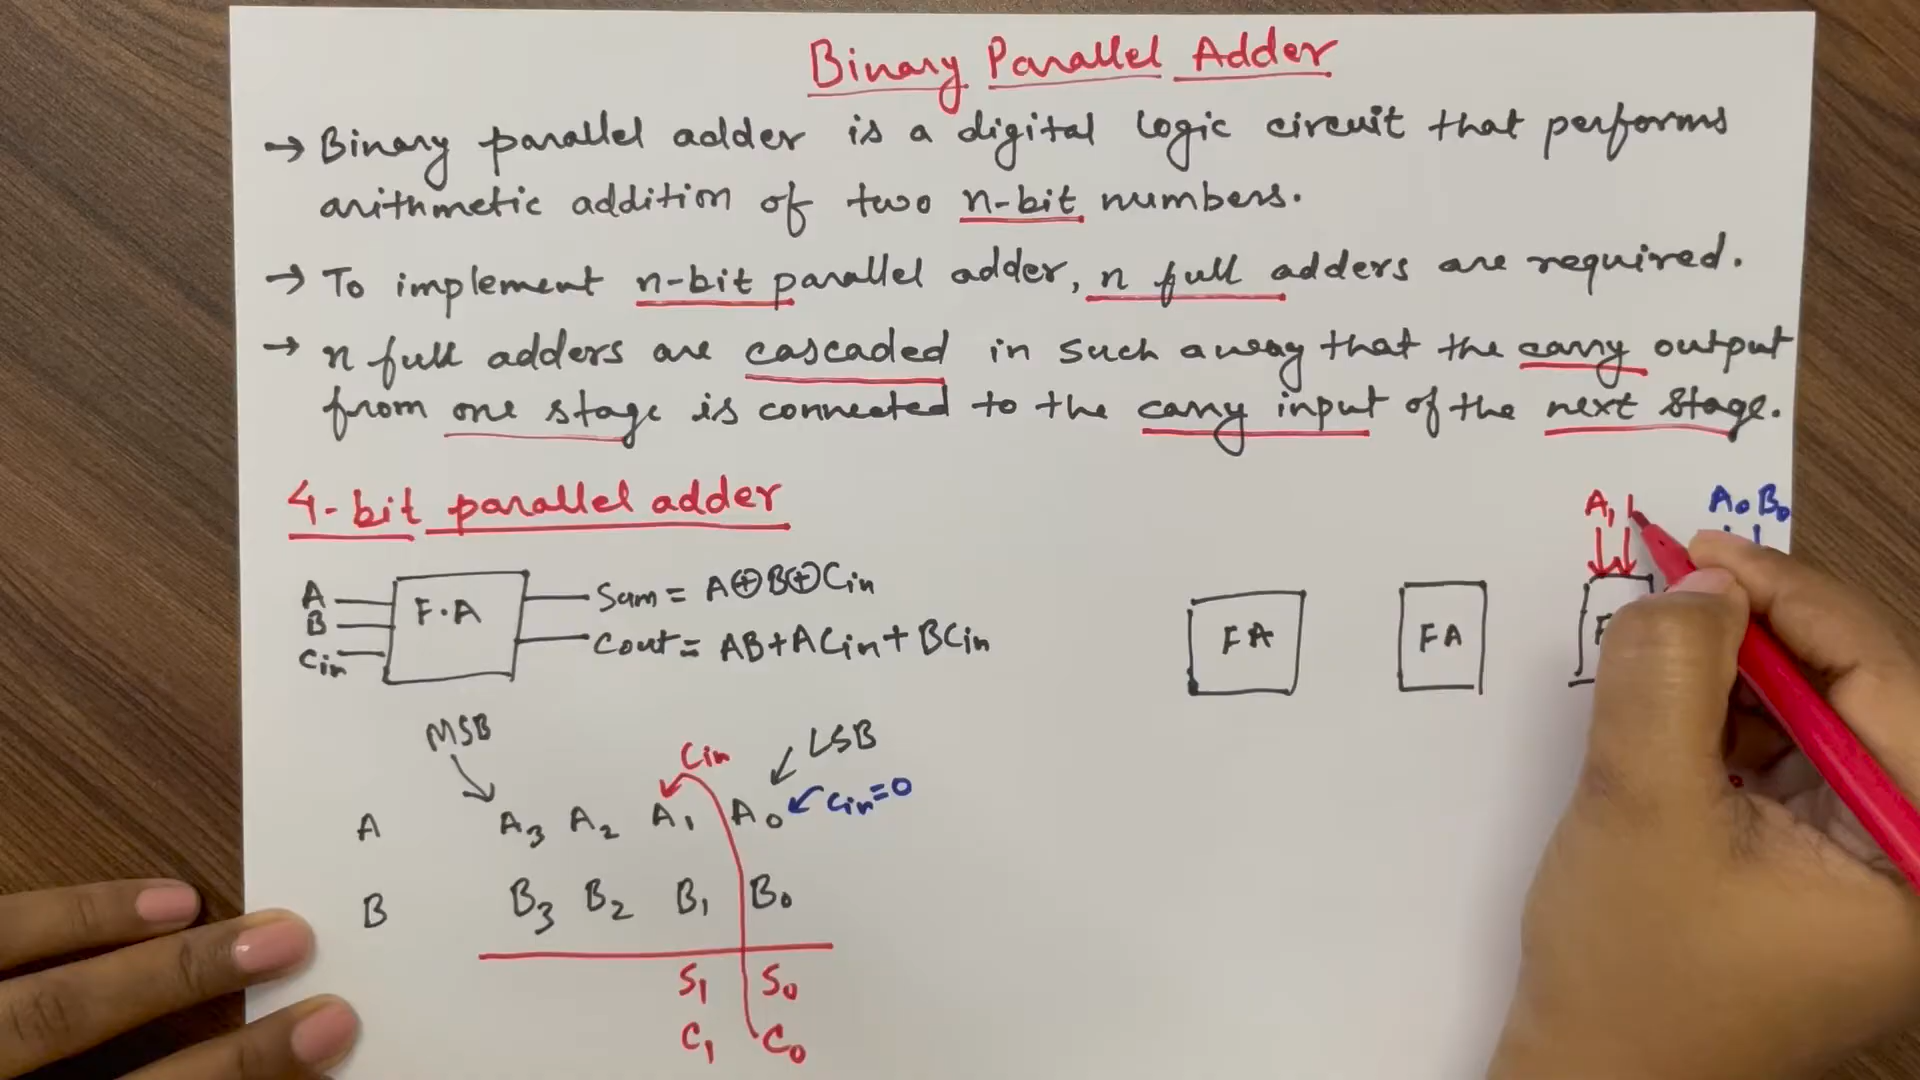 Binary Parallel Adder
→ Binary parallel adder is a digital logic circuit that performs
arithmetic addition of two n-bit numbers.
→ To implement n-bit parallel adder, n full adders are required.
→ n full adders are cascaded in such a way that the carry output
from one stage is connected to the carry input of the next stage.
4-bit parallel adder
A₁ A₀ B₀
A
B
Cin
F.A
Sum = A⊕B⊕Cin
Cout = AB+ACin+BCin
FA FA
MSB
LSB
Cin
Cin=0
A A₃ A₂ A₁ A₀
B B₃ B₂ B₁ B₀
S₁ S₀
C₁ C₀